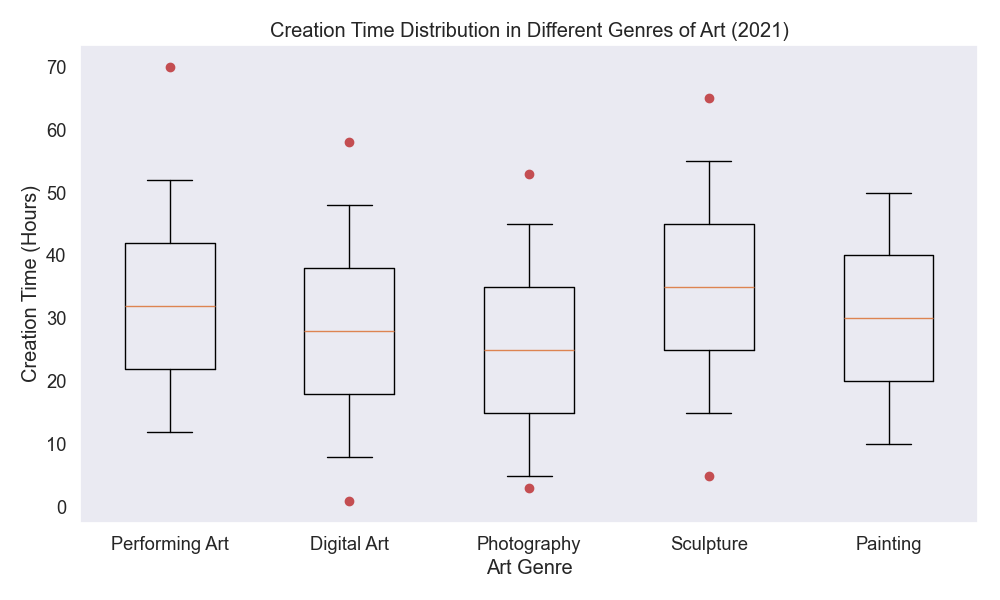 Creation Time Distribution in Different Genres of Art (2021)
Creation Time (Hours)
70
60
50
40
30
20
10
0
Performing Art
Digital Art
Photography
Sculpture
Painting
Art Genre